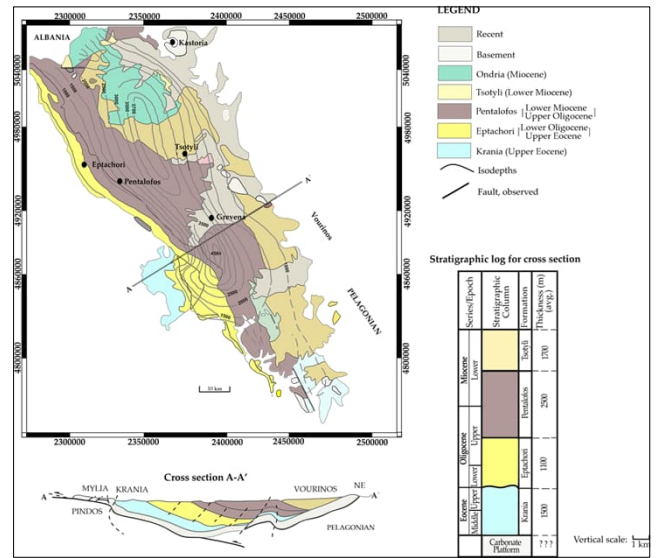 ALBANIA
Kastoria
Tsotyli
Eptachori
Pentalofos
Grevena
A
A'
Vourinos
PELAGONIAN
10 km
5040000
4980000
4920000
4860000
4800000
2300000 2350000 2400000 2450000 2500000
LEGEND
Recent
Basement
Ondria (Miocene)
Tsotyli (Lower Miocene)
Pentalofos [Lower Miocene
Upper Oligocene]
Eptachori [Lower Oligocene
Upper Eocene]
Krania (Upper Eocene)
Isodepths
Fault, observed
Stratigraphic log for cross section
Series/Epoch
Stratigraphic
Column
Formation
Thickness (m)
(avg.)
Miocene Lower Tsotyli 1700
Pentalofos 2500
Oligocene Upper
Lower Eptachori 1100
Eocene Upper Middle Krania 1500
Carbonate
Platform
???
Vertical scale: 1 km
Cross section A-A'
A MYLIA KRANIA VOURINOS NE A'
PINDOS PELAGONIAN